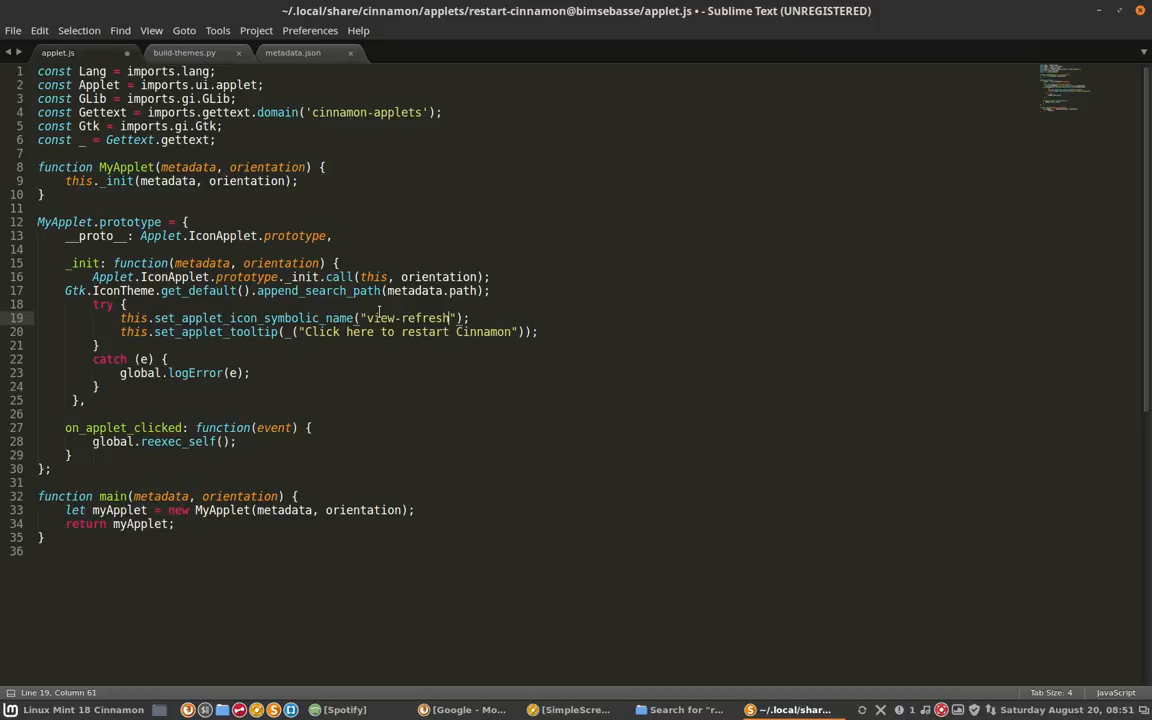 ~/.local/share/cinnamon/applets/restart-cinnamon@bimsebasse/applet.js • - Sublime Text (UNREGISTERED)
File Edit Selection Find View Goto Tools Project Preferences Help
applet.js build-themes.py metadata.json
1 const Lang = imports.lang;
2 const Applet = imports.ui.applet;
3 const GLib = imports.gi.GLib;
4 const Gettext = imports.gettext.domain('cinnamon-applets');
5 const Gtk = imports.gi.Gtk;
6 const _ = Gettext.gettext;
7
8 function MyApplet(metadata, orientation) {
9 this._init(metadata, orientation);
10 }
11
12 MyApplet.prototype = {
13 __proto__: Applet.IconApplet.prototype,
14
15 _init: function(metadata, orientation) {
16 Applet.IconApplet.prototype._init.call(this, orientation);
17 Gtk.IconTheme.get_default().append_search_path(metadata.path);
18 try {
19 this.set_applet_icon_symbolic_name("view-refresh");
20 this.set_applet_tooltip(_("Click here to restart Cinnamon"));
21 }
22 catch (e) {
23 global.logError(e);
24 }
25 },
26
27 on_applet_clicked: function(event) {
28 global.reexec_self();
29 }
30 };
31
32 function main(metadata, orientation) {
33 let myApplet = new MyApplet(metadata, orientation);
34 return myApplet;
35 }
36
Line 19, Column 61 Tab Size: 4 JavaScript
Linux Mint 18 Cinnamon [Spotify] [Google - Mo... [SimpleScre... Search for "r... ~/.local/shar... 1 Saturday August 20, 08:51